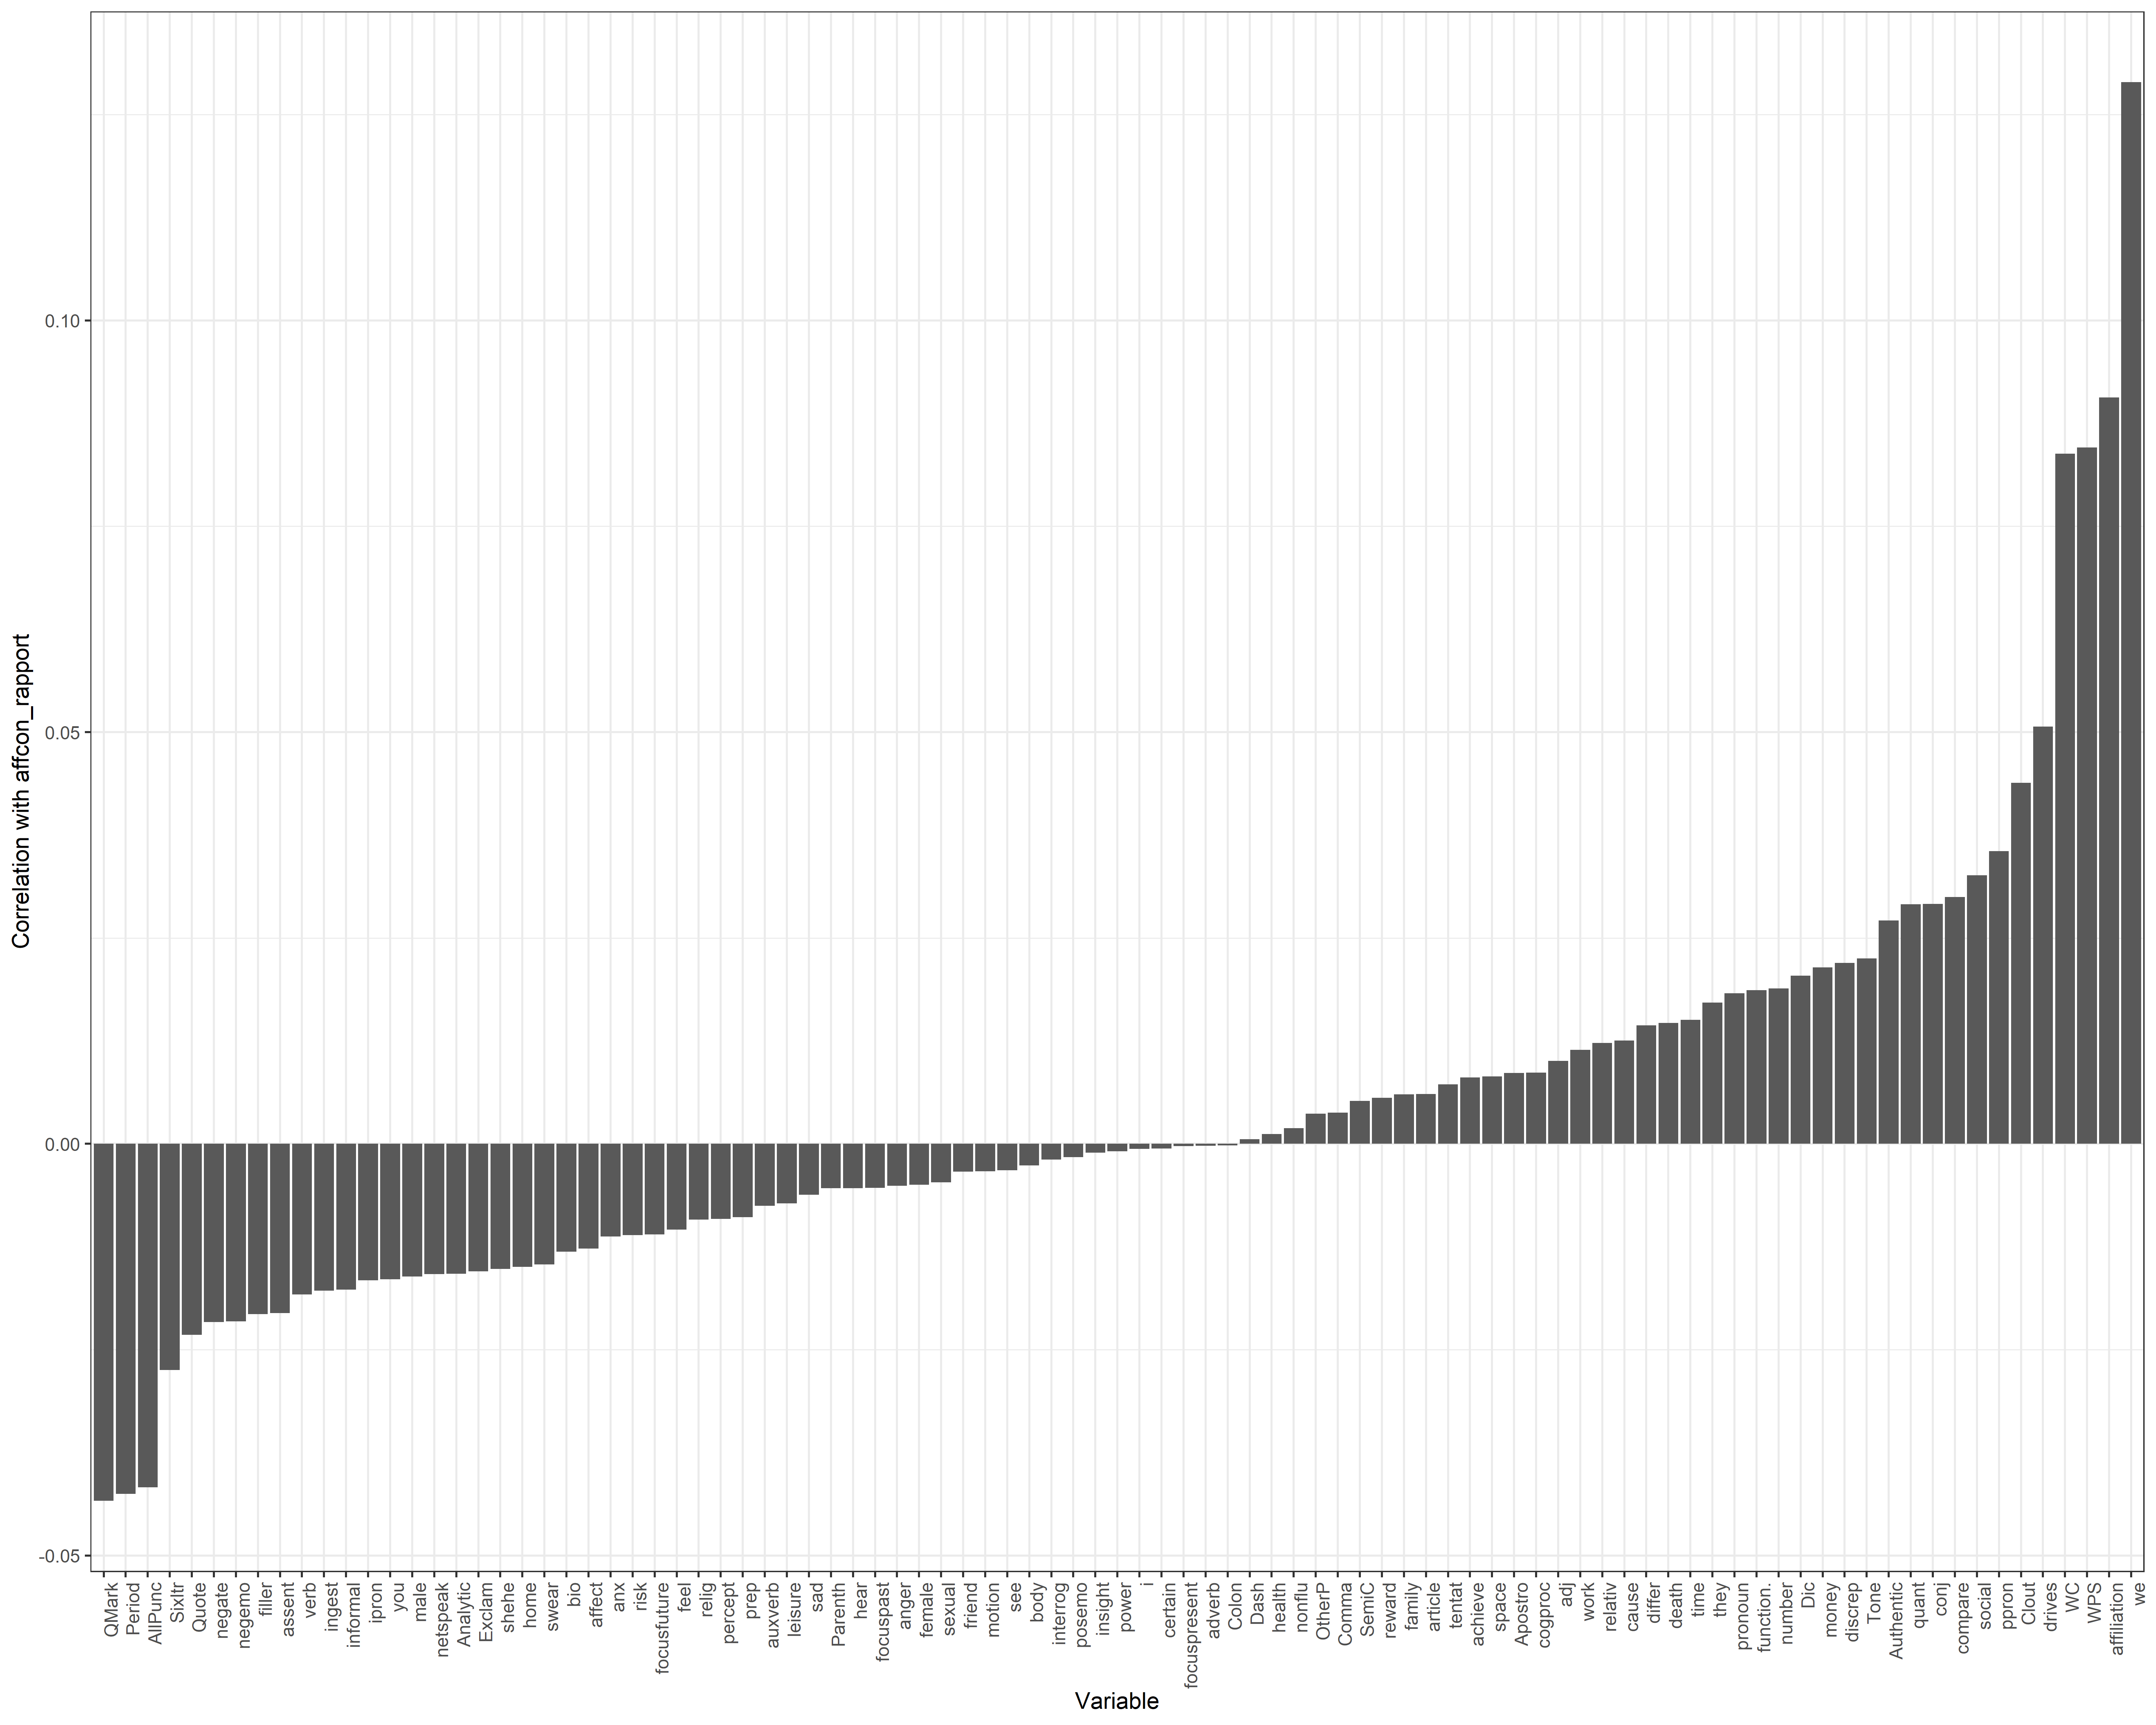 Correlation with affcon_rapport
0.10
0.05
0.00
-0.05
QMark
Period
AllPunc
Sixltr
Quote
negate
negemo
filler
assent
verb
ingest
informal
ipron
you
male
netspeak
Analytic
Exclam
shehe
home
swear
bio
affect
anx
risk
focusfuture
feel
relig
percept
prep
auxverb
leisure
sad
Parenth
hear
focuspast
anger
female
sexual
friend
motion
see
body
interrog
posemo
insight
power
i
certain
focuspresent
adverb
Colon
Dash
health
nonflu
OtherP
Comma
SemiC
reward
family
article
tentat
achieve
space
Apostro
cogproc
adj
work
relativ
cause
differ
death
time
they
pronoun
function.
number
Dic
money
discrep
Tone
Authentic
quant
conj
compare
social
ppron
Clout
drives
WC
WPS
affiliation
we
Variable